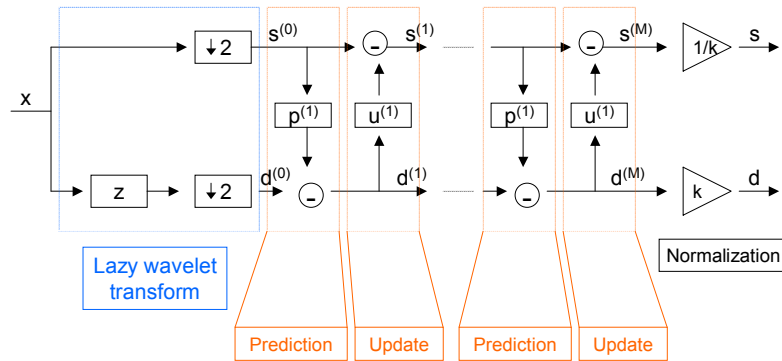 x
↓2
s(0)
-
s(1)
-
s(M)
1/k
s
p(1)
u(1)
p(1)
u(1)
z
↓2
d(0)
-
d(1)
-
d(M)
k
d
Lazy wavelet
transform
Normalization
Prediction
Update
Prediction
Update